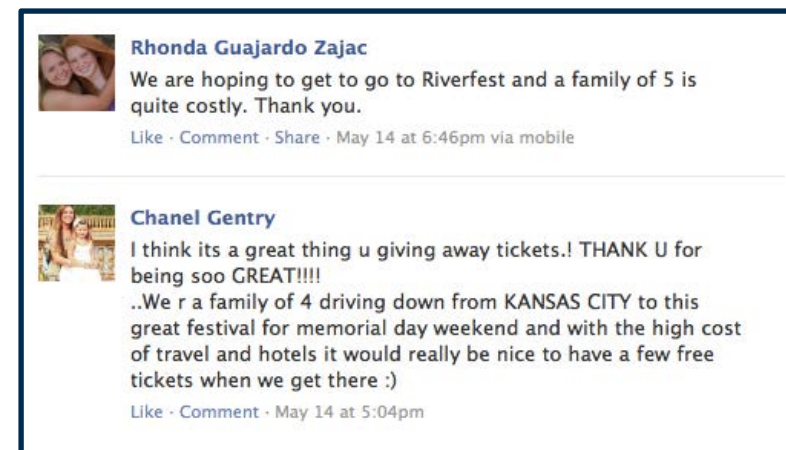 Rhonda Guajardo Zajac
We are hoping to get to go to Riverfest and a family of 5 is
quite costly. Thank you.
Like · Comment · Share · May 14 at 6:46pm via mobile
Chanel Gentry
I think its a great thing u giving away tickets.! THANK U for
being soo GREAT!!!!
..We r a family of 4 driving down from KANSAS CITY to this
great festival for memorial day weekend and with the high cost
of travel and hotels it would really be nice to have a few free
tickets when we get there :)
Like · Comment · May 14 at 5:04pm